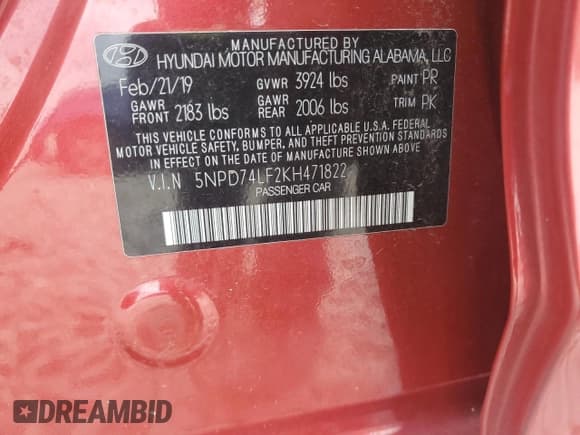 MANUFACTURED BY
HYUNDAI MOTOR MANUFACTURING ALABAMA, LLC
Feb/21/19 GVWR 3924 lbs PAINT PR
GAWR FRONT 2183 lbs GAWR REAR 2006 lbs TRIM PK
THIS VEHICLE CONFORMS TO ALL APPLICABLE U.S.A. FEDERAL
MOTOR VEHICLE SAFETY, BUMPER, AND THEFT PREVENTION STANDARDS
IN EFFECT ON THE DATE OF MANUFACTURE SHOWN ABOVE.
V.I.N 5NPD74LF2KH471822
PASSENGER CAR
DREAMBID